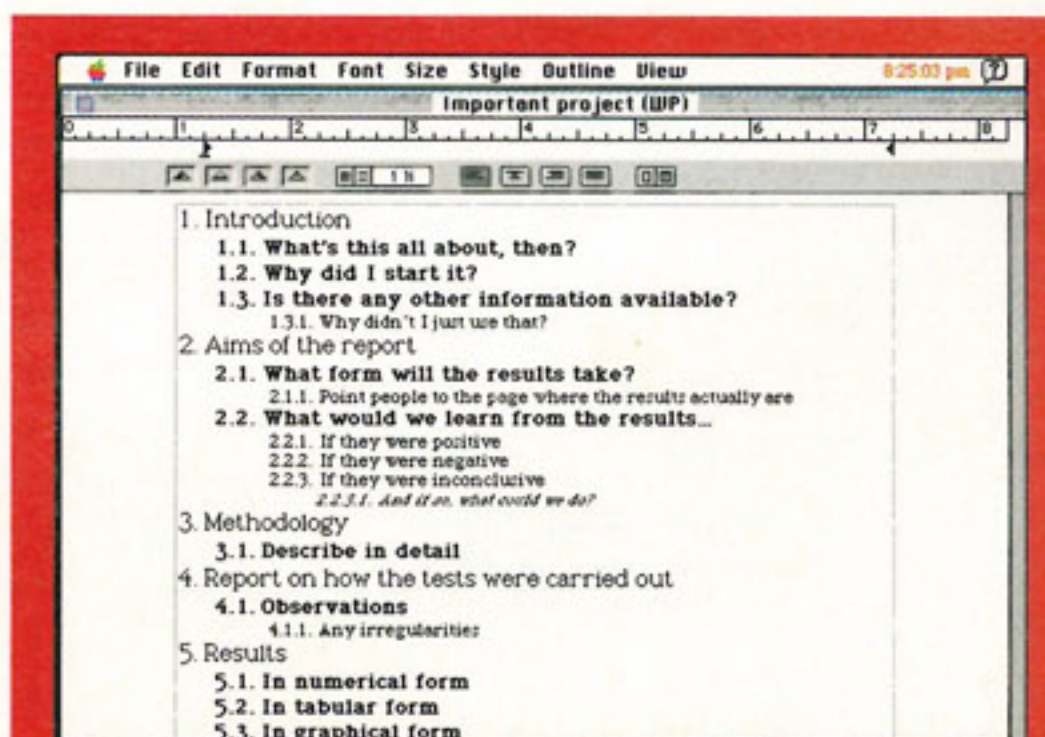 File Edit Format Font Size Style Outline View 8:25:03 pm
Important project (WP)
0 1 2 3 4 5 6 7 8
1 ½
1. Introduction
1.1. What's this all about, then?
1.2. Why did I start it?
1.3. Is there any other information available?
1.3.1. Why didn't I just use that?
2. Aims of the report
2.1. What form will the results take?
2.1.1. Point people to the page where the results actually are
2.2. What would we learn from the results...
2.2.1. If they were positive
2.2.2. If they were negative
2.2.3. If they were inconclusive
2.2.3.1. And if so, what could we do?
3. Methodology
3.1. Describe in detail
4. Report on how the tests were carried out
4.1. Observations
4.1.1. Any irregularities
5. Results
5.1. In numerical form
5.2. In tabular form
5.3. In graphical form